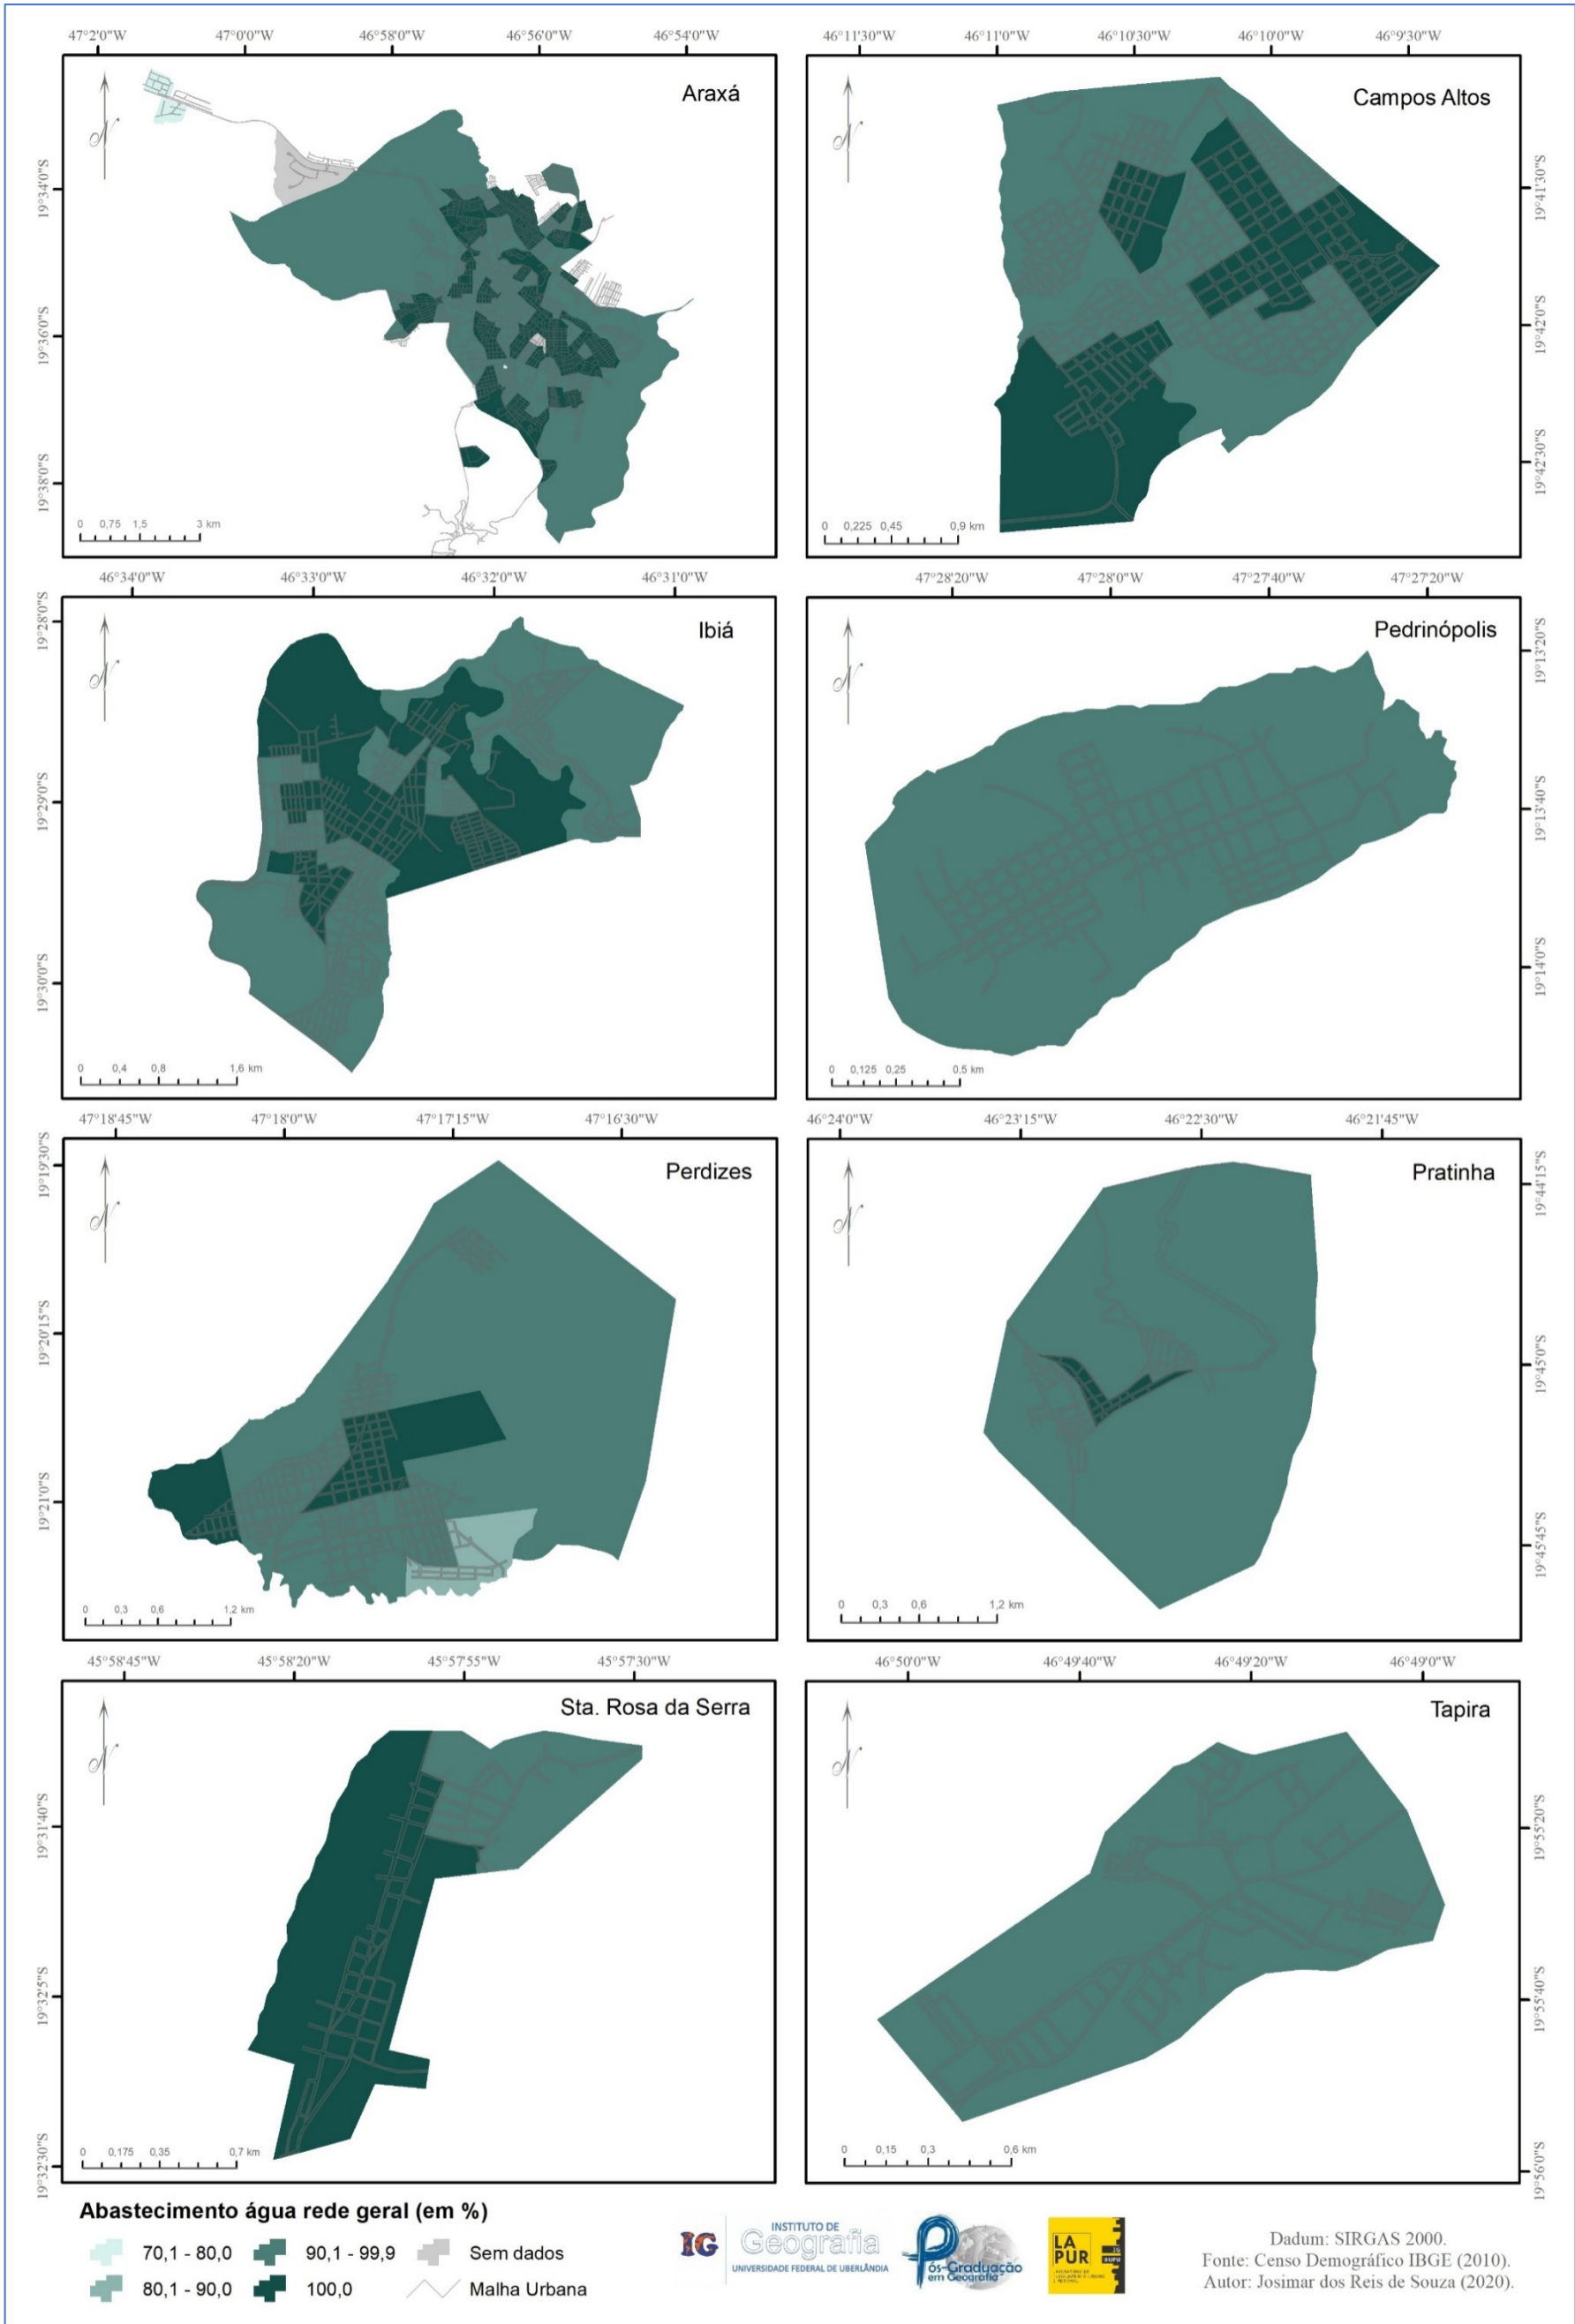 47°2'0"W 47°0'0"W 46°58'0"W 46°56'0"W 46°54'0"W
Araxá
19°34'0"S
19°36'0"S
19°38'0"S
0 0,75 1,5 3 km
46°11'30"W 46°11'0"W 46°10'30"W 46°10'0"W 46°9'30"W
Campos Altos
19°41'30"S
19°42'0"S
19°42'30"S
0 0,225 0,45 0,9 km
46°34'0"W 46°33'0"W 46°32'0"W 46°31'0"W
Ibiá
19°28'0"S
19°29'0"S
19°30'0"S
0 0,4 0,8 1,6 km
47°28'20"W 47°28'0"W 47°27'40"W 47°27'20"W
Pedrinópolis
19°13'20"S
19°13'40"S
19°14'0"S
0 0,125 0,25 0,5 km
47°18'45"W 47°18'0"W 47°17'15"W 47°16'30"W
Perdizes
19°19'30"S
19°20'15"S
19°21'0"S
0 0,3 0,6 1,2 km
46°24'0"W 46°23'15"W 46°22'30"W 46°21'45"W
Pratinha
19°44'15"S
19°45'0"S
19°45'45"S
0 0,3 0,6 1,2 km
45°58'45"W 45°58'20"W 45°57'55"W 45°57'30"W
Sta. Rosa da Serra
19°31'40"S
19°32'5"S
19°32'30"S
0 0,175 0,35 0,7 km
46°50'0"W 46°49'40"W 46°49'20"W 46°49'0"W
Tapira
19°55'20"S
19°55'40"S
19°56'0"S
0 0,15 0,3 0,6 km
Abastecimento água rede geral (em %)
70,1 - 80,0 90,1 - 99,9 Sem dados
80,1 - 90,0 100,0 Malha Urbana
IG
INSTITUTO DE
Geografia
UNIVERSIDADE FEDERAL DE UBERLÂNDIA
Pós-Graduação
em Geografia
LA
PUR
Dadum: SIRGAS 2000.
Fonte: Censo Demográfico IBGE (2010).
Autor: Josimar dos Reis de Souza (2020).